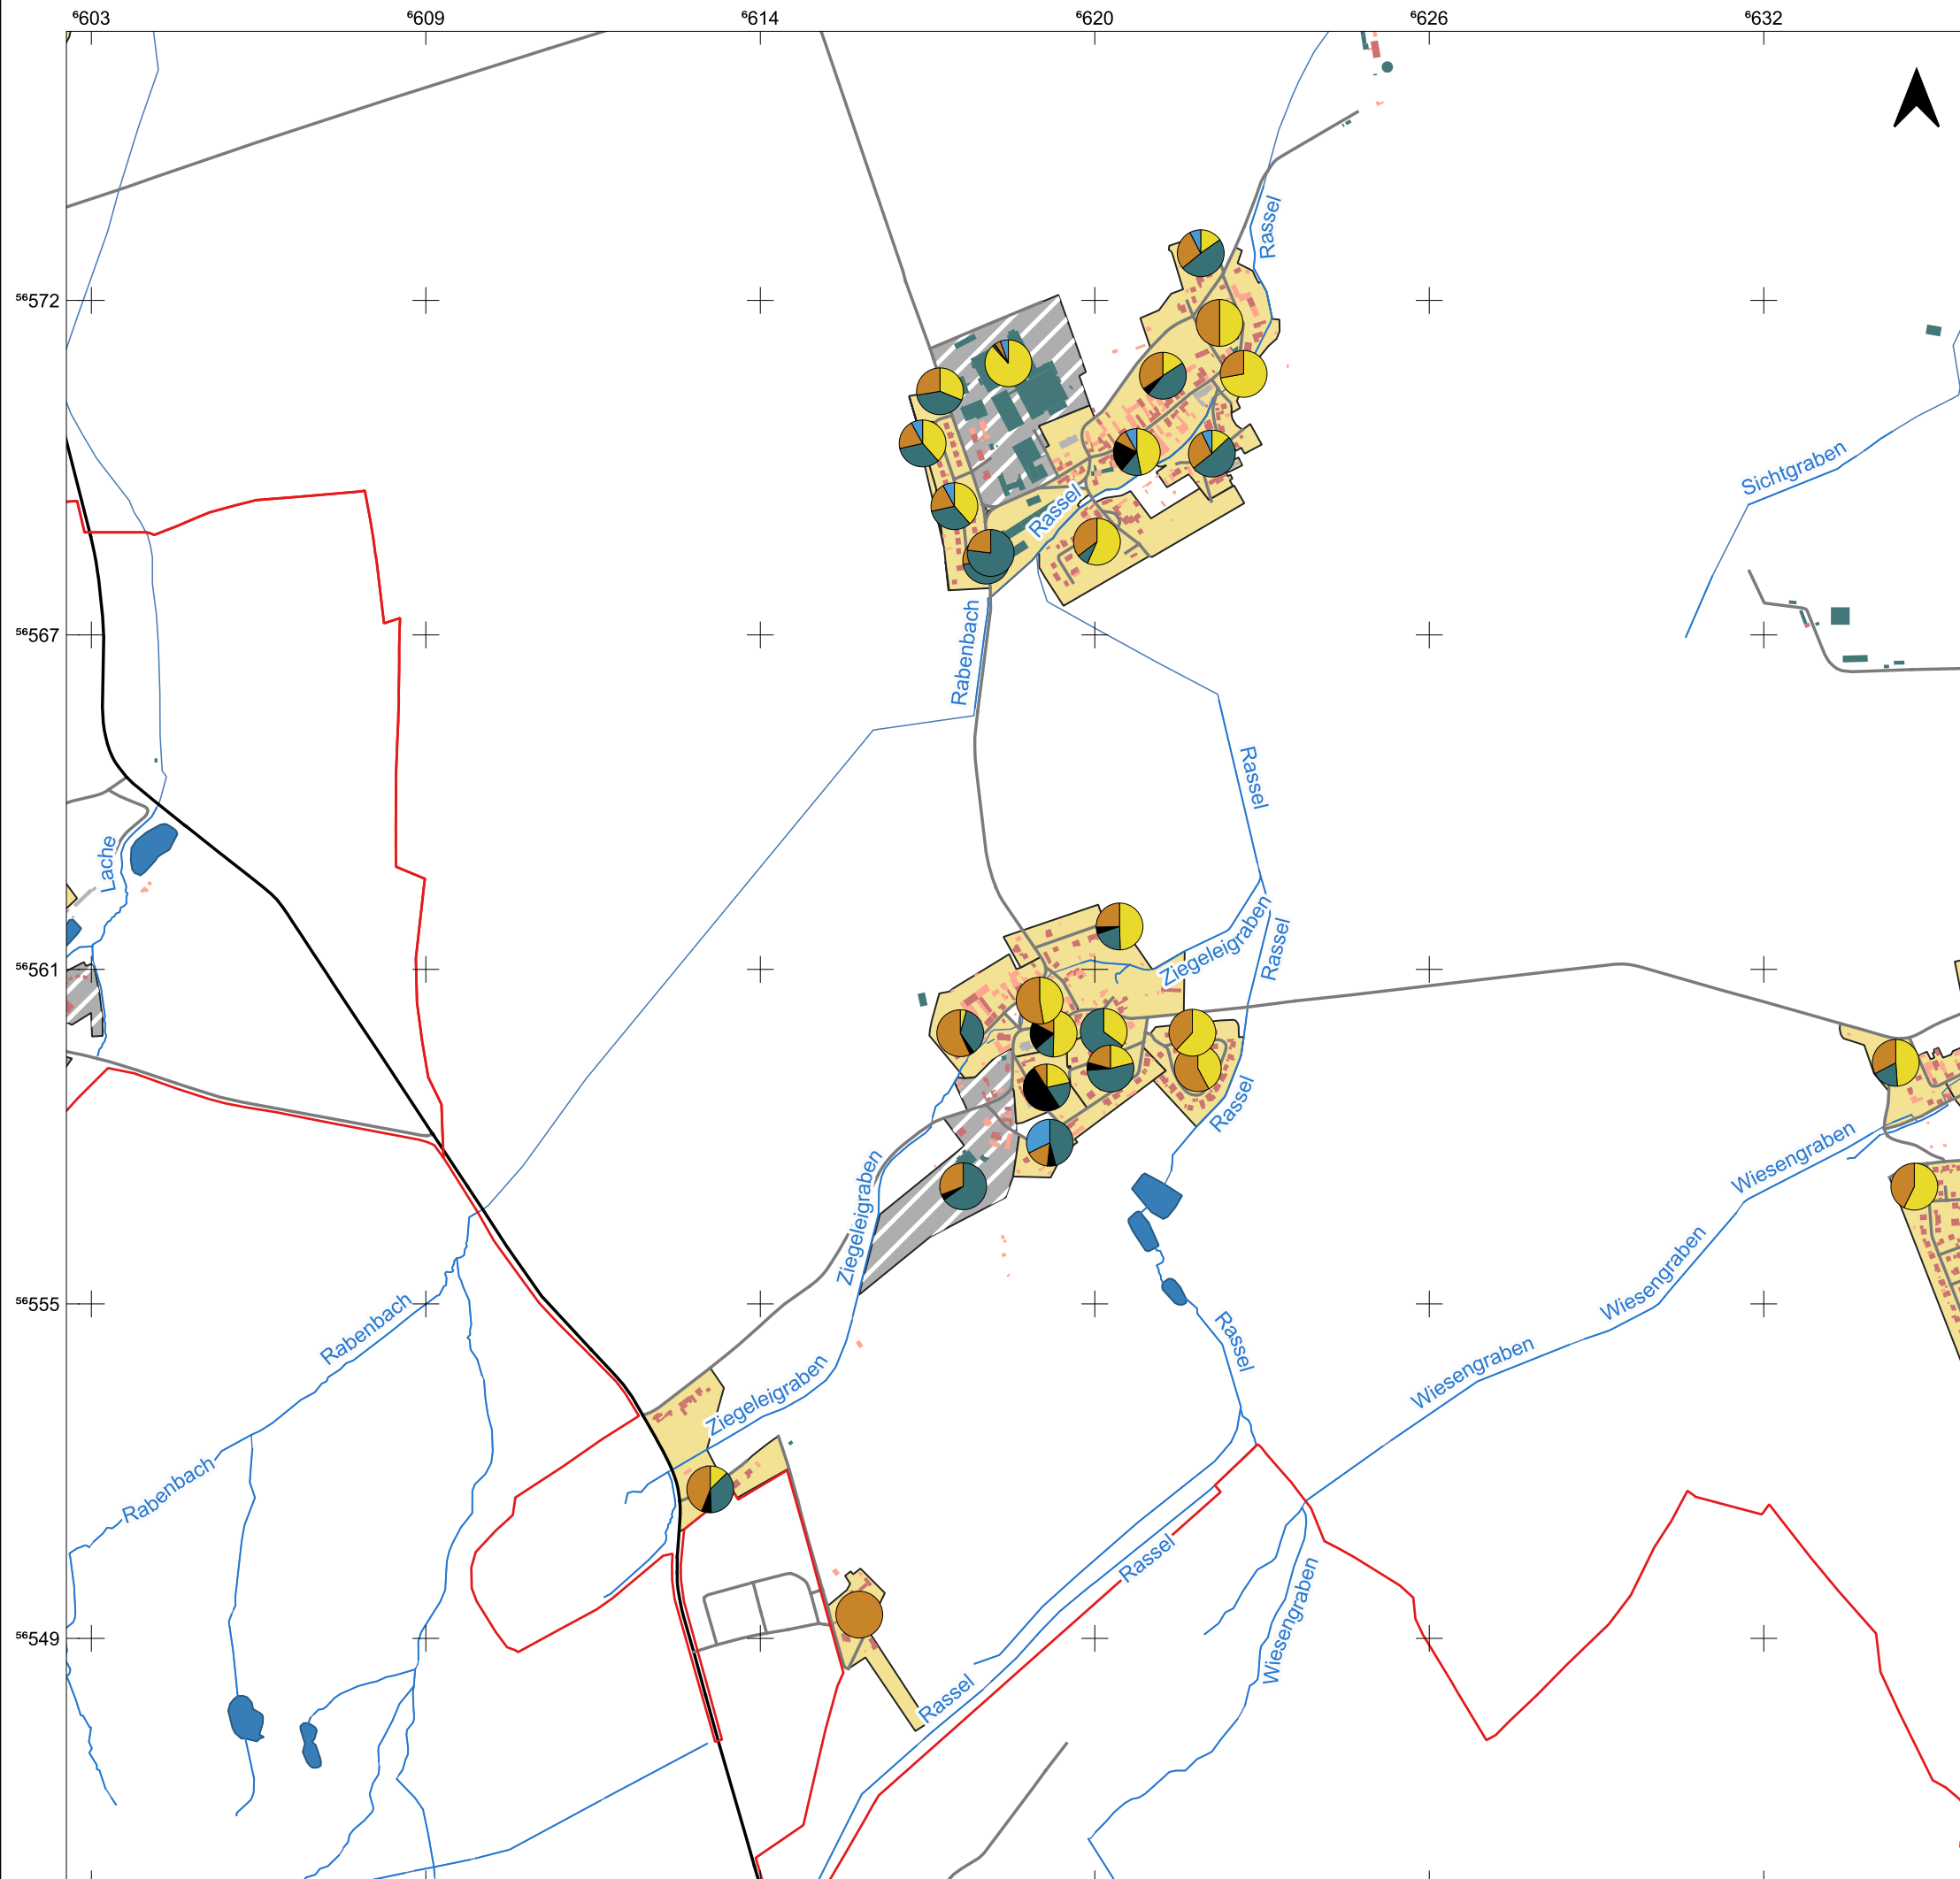 6603
6609
6614
6620
6626
6632
Rassel
56572
Sichtgraben
Rassel
56567
Rabenbach
Rassel
Lache
Ziegeleigraben
Rassel
56561
Rassel
Wiesengraben
Ziegeleigraben
Wiesengraben
56555
Rabenbach
Rassel
Wiesengraben
Ziegeleigraben
Rabenbach
Rassel
Wiesengraben
56549
Rassel